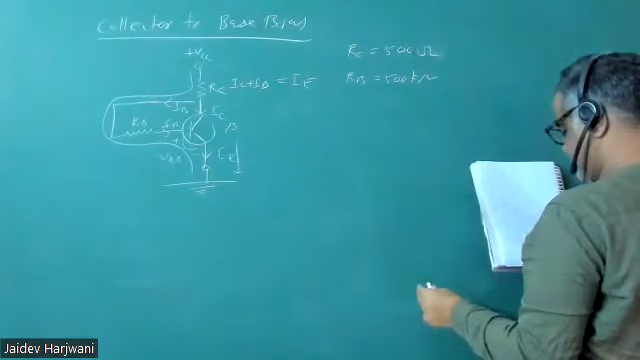 Collector to Base Bias
+Vcc
RC = 500 Ω
RC IC+IB = IE
RB = 500 kΩ
IB IC
RB IB β
VBE IE
Jaidev Harjwani